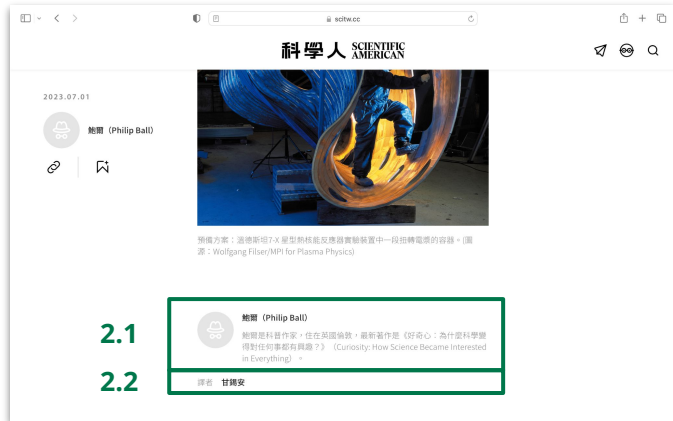 scitw.cc
科學人 SCIENTIFIC AMERICAN
2023.07.01
鮑爾（Philip Ball）
預備方案：溫德斯坦7-X 星型熱核能反應器實驗裝置中一段扭轉電漿的容器。(圖
源：Wolfgang Filser/MPI for Plasma Physics)
2.1
鮑爾（Philip Ball）
鮑爾是科普作家，住在英國倫敦，最新著作是《好奇心：為什麼科學變
得對任何事都有興趣？》（Curiosity: How Science Became Interested
in Everything）。
2.2
譯者 甘錫安